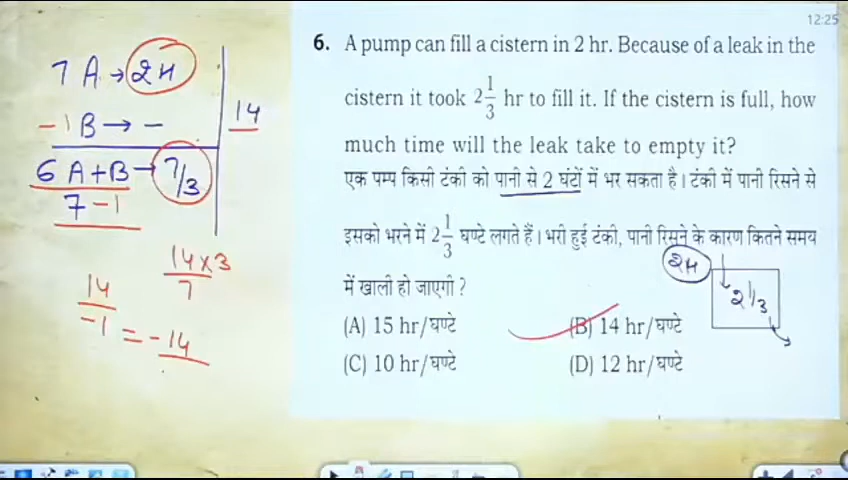 12:25
7 A → 2H
-1 B → -
14
6 A+B → 7/3
7 -1
14×3
7
14
-1
= -14
6. A pump can fill a cistern in 2 hr. Because of a leak in the
cistern it took 2 1/3 hr to fill it. If the cistern is full, how
much time will the leak take to empty it?
एक पम्प किसी टंकी को पानी से 2 घंटों में भर सकता है। टंकी में पानी रिसने से
इसको भरने में 2 1/3 घण्टे लगते हैं। भरी हुई टंकी, पानी रिसने के कारण कितने समय
में खाली हो जाएगी ?
2H
2 1/3
(A) 15 hr/घण्टे (B) 14 hr/घण्टे
(C) 10 hr/घण्टे (D) 12 hr/घण्टे